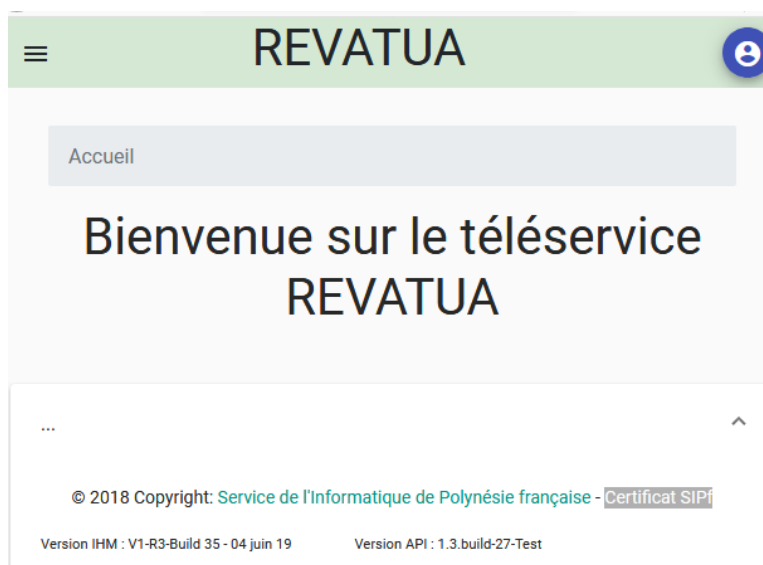 REVATUA
Accueil
Bienvenue sur le téléservice
REVATUA
...
© 2018 Copyright: Service de l'Informatique de Polynésie française - Certificat SIPf
Version IHM : V1-R3-Build 35 - 04 juin 19 Version API : 1.3.build-27-Test